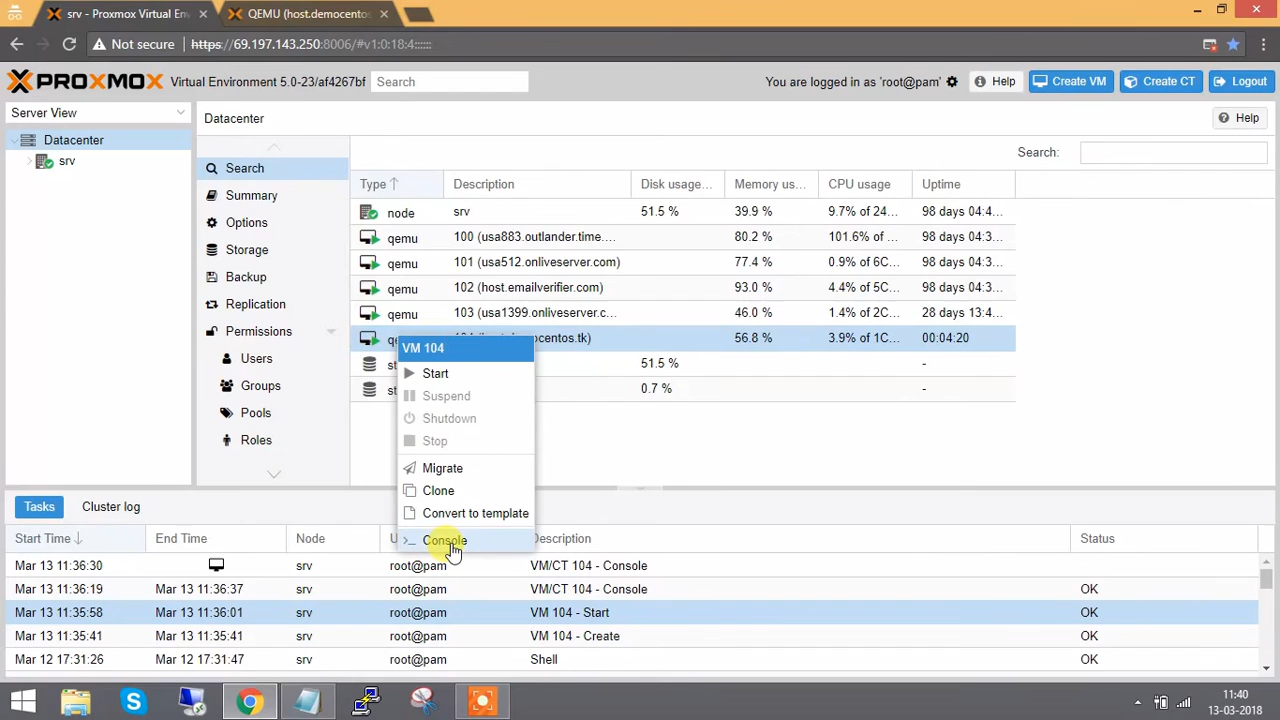 srv - Proxmox Virtual Envi
QEMU (host.democentos.
Not secure https://69.197.143.250:8006/#v1:0:18:4::::::
PROXMOX Virtual Environment 5.0-23/af4267bf Search You are logged in as 'root@pam' Help Create VM Create CT Logout
Server View
Datacenter
srv
Datacenter Help
Search
Summary
Options
Storage
Backup
Replication
Permissions
Users
Groups
Pools
Roles
Search:
Type Description Disk usage... Memory us... CPU usage Uptime
node srv 51.5 % 39.9 % 9.7% of 24... 98 days 04:4...
qemu 100 (usa883.outlander.time.... 80.2 % 101.6% of ... 98 days 04:3...
qemu 101 (usa512.onliveserver.com) 77.4 % 0.9% of 6C... 98 days 04:3...
qemu 102 (host.emailverifier.com) 93.0 % 4.4% of 5C... 98 days 04:3...
qemu 103 (usa1399.onliveserver.c... 46.0 % 1.4% of 2C... 28 days 13:4...
56.8 % 3.9% of 1C... 00:04:20
51.5 % -
0.7 % -
VM 104
Start
Suspend
Shutdown
Stop
Migrate
Clone
Convert to template
Console
Tasks Cluster log
Start Time End Time Node Description Status
Mar 13 11:36:30 srv root@pam VM/CT 104 - Console
Mar 13 11:36:19 Mar 13 11:36:37 srv root@pam VM/CT 104 - Console OK
Mar 13 11:35:58 Mar 13 11:36:01 srv root@pam VM 104 - Start OK
Mar 13 11:35:41 Mar 13 11:35:41 srv root@pam VM 104 - Create OK
Mar 12 17:31:26 Mar 12 17:31:47 srv root@pam Shell OK
11:40
13-03-2018